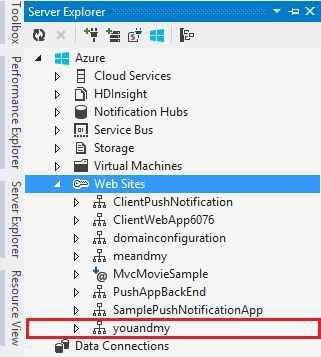 Server Explorer
Azure
Cloud Services
HDInsight
Notification Hubs
Service Bus
Storage
Virtual Machines
Web Sites
ClientPushNotification
ClientWebApp6076
domainconfiguration
meandmy
MvcMovieSample
PushAppBackEnd
SamplePushNotificationApp
youandmy
Data Connections
Toolbox
Performance Explorer
Server Explorer
Resource View